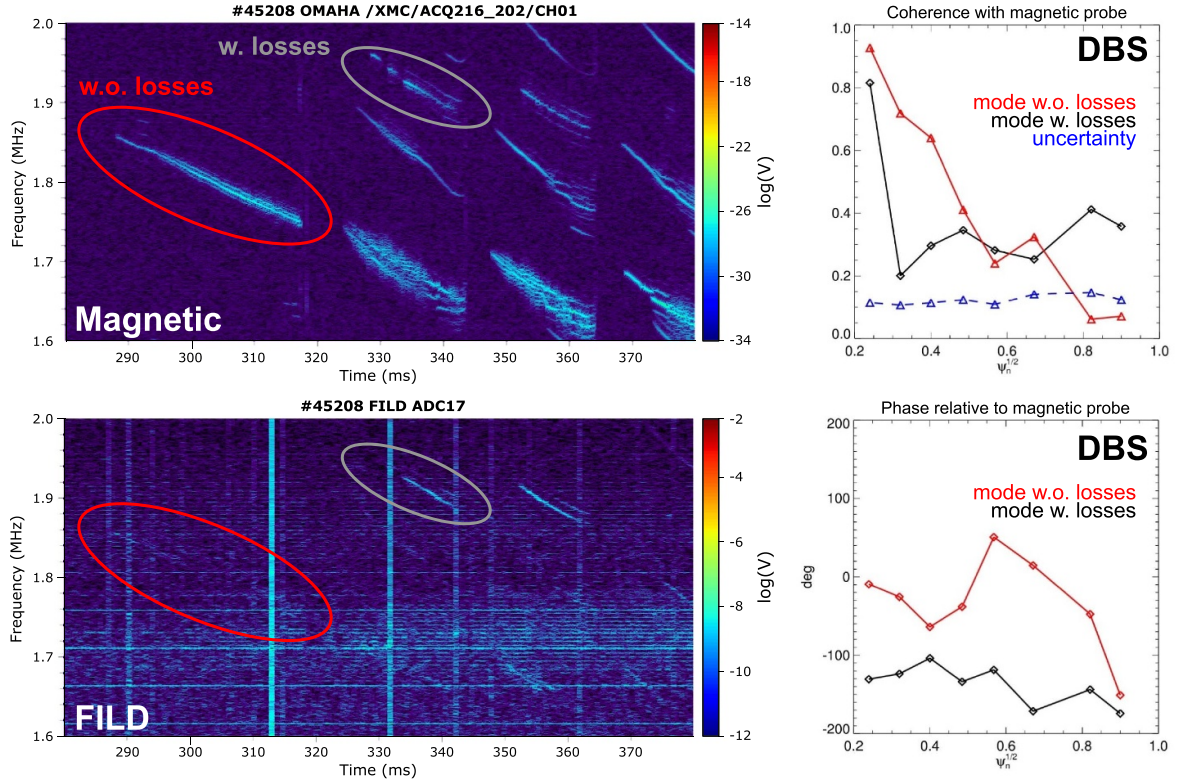 #45208 OMAHA /XMC/ACQ216_202/CH01
w.o. losses
w. losses
Magnetic
Frequency (MHz)
2.0
1.9
1.8
1.7
1.6
290 300 310 320 330 340 350 360 370
Time (ms)
-14
-18
-22
-26
-30
-34
log(V)
Coherence with magnetic probe
DBS
mode w.o. losses
mode w. losses
uncertainty
1.0
0.8
0.6
0.4
0.2
0.0
0.2 0.4 0.6 0.8 1.0
ψn1/2
#45208 FILD ADC17
FILD
Frequency (MHz)
2.0
1.9
1.8
1.7
1.6
290 300 310 320 330 340 350 360 370
Time (ms)
-2
-4
-6
-8
-10
-12
log(V)
Phase relative to magnetic probe
DBS
mode w.o. losses
mode w. losses
deg
200
100
0
-100
-200
0.2 0.4 0.6 0.8 1.0
ψn1/2